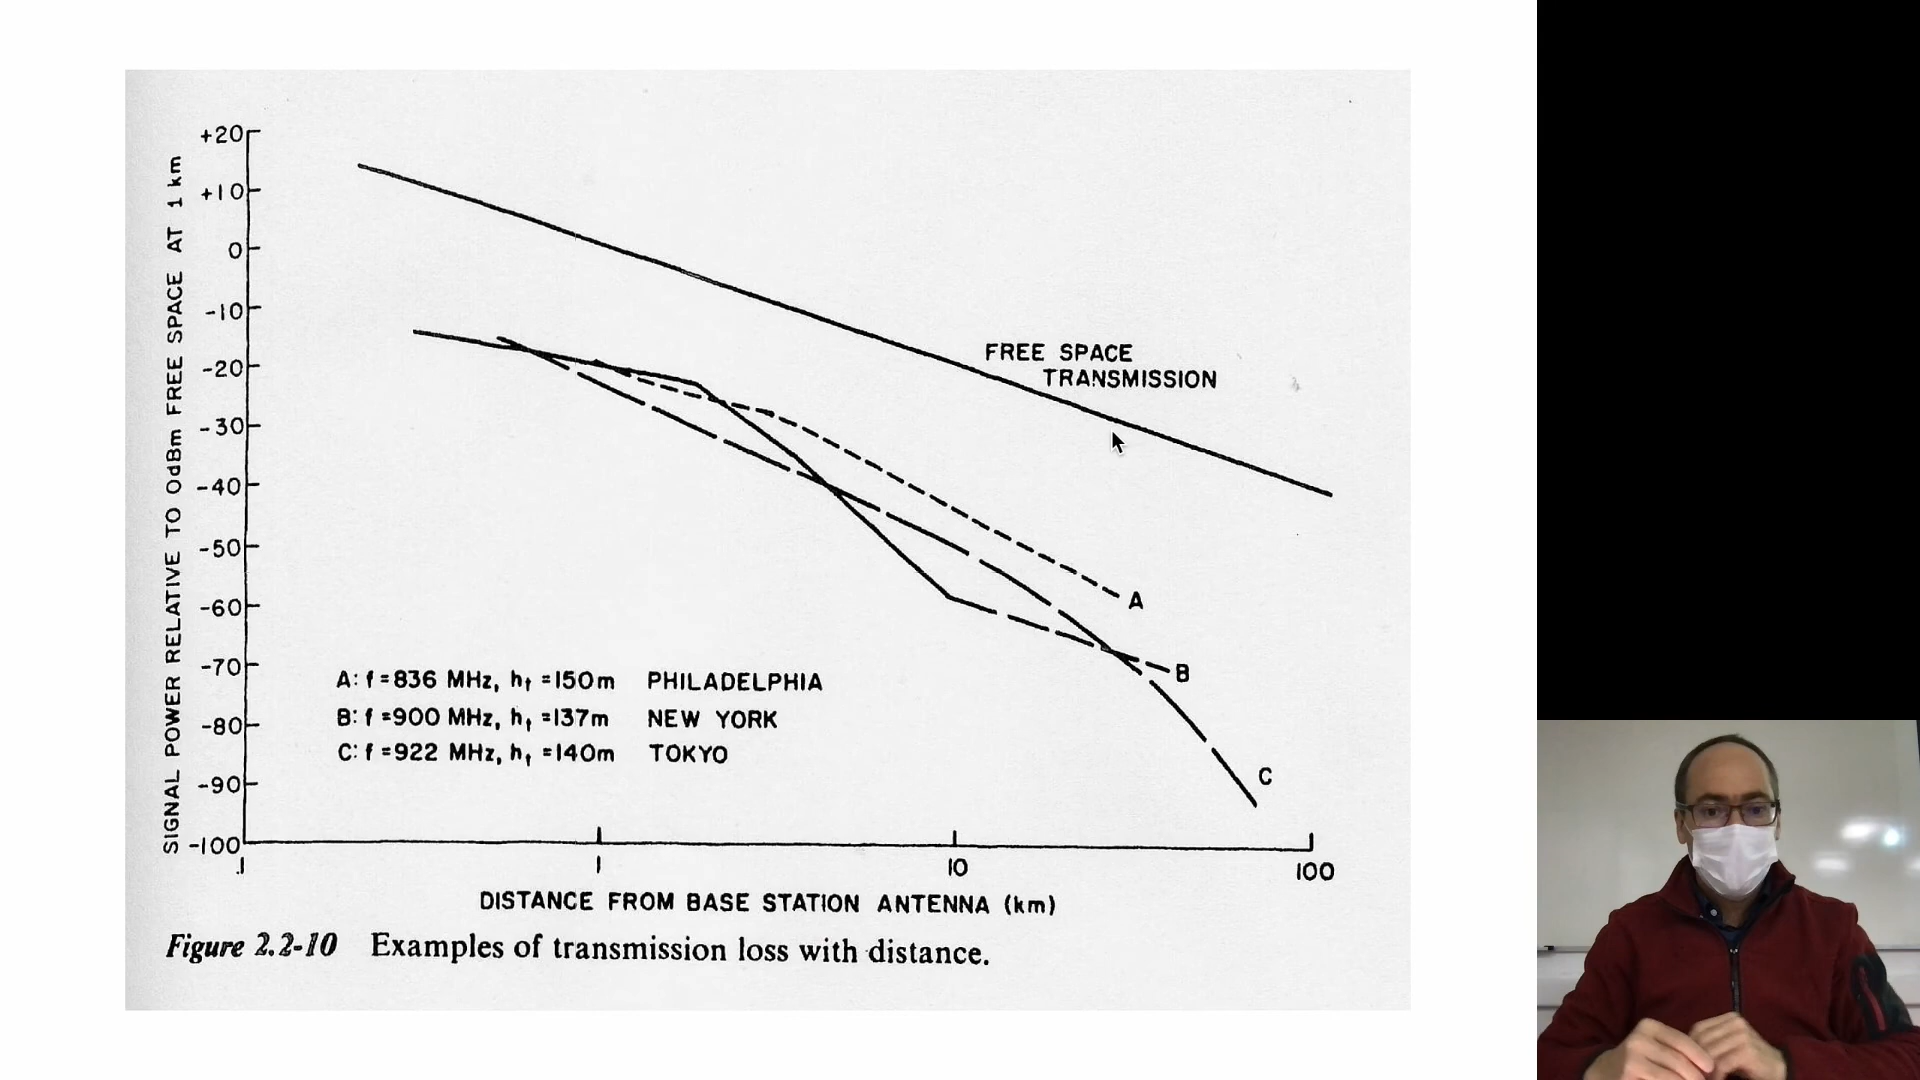 SIGNAL POWER RELATIVE TO 0dBm FREE SPACE AT 1 km
+20
+10
0
-10
-20
-30
-40
-50
-60
-70
-80
-90
-100
FREE SPACE
TRANSMISSION
A
B
C
A: f=836 MHz, ht =150m PHILADELPHIA
B: f=900 MHz, ht =137m NEW YORK
C: f=922 MHz, ht =140m TOKYO
.1
1
10
100
DISTANCE FROM BASE STATION ANTENNA (km)
Figure 2.2-10 Examples of transmission loss with distance.